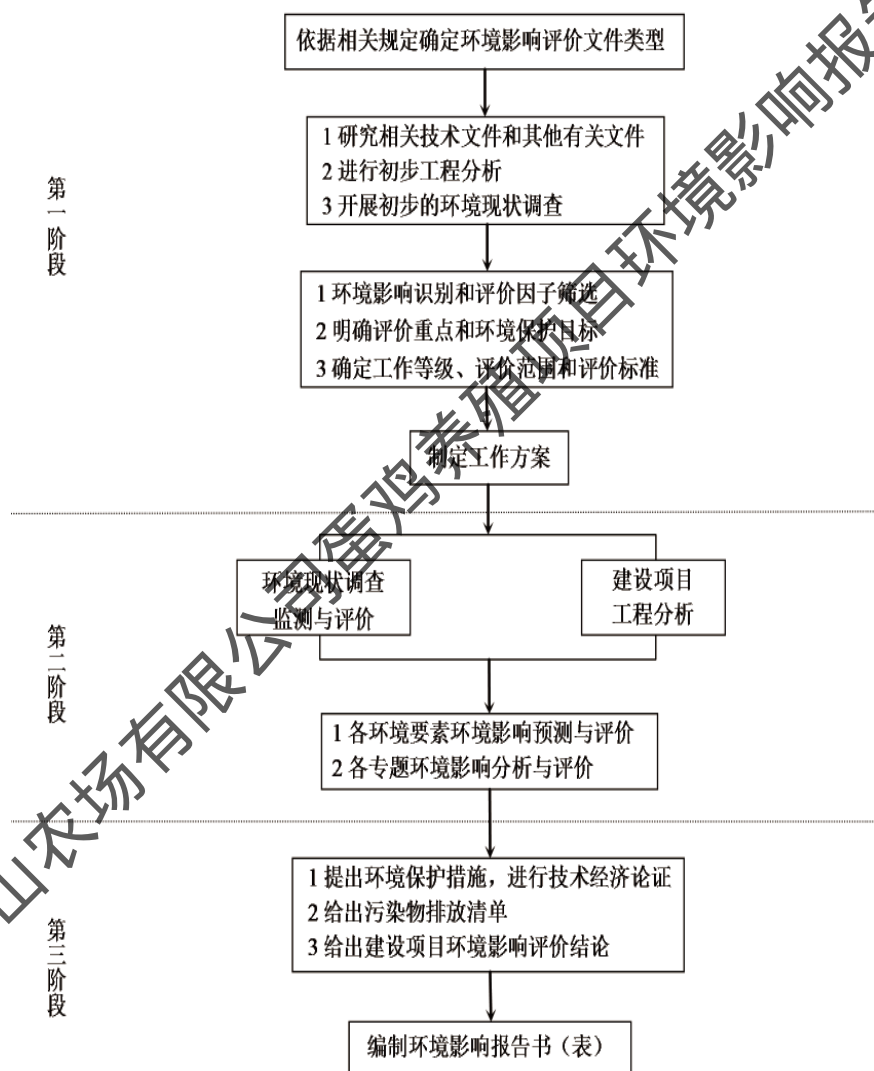 依据相关规定确定环境影响评价文件类型
第一阶段
1 研究相关技术文件和其他有关文件
2 进行初步工程分析
3 开展初步的环境现状调查
1 环境影响识别和评价因子筛选
2 明确评价重点和环境保护目标
3 确定工作等级、评价范围和评价标准
制定工作方案
第二阶段
环境现状调查
监测与评价
建设项目
工程分析
1 各环境要素环境影响预测与评价
2 各专题环境影响分析与评价
第三阶段
1 提出环境保护措施，进行技术经济论证
2 给出污染物排放清单
3 给出建设项目环境影响评价结论
编制环境影响报告书（表）
山农场有限公司蛋鸡养殖项目环境影响报告